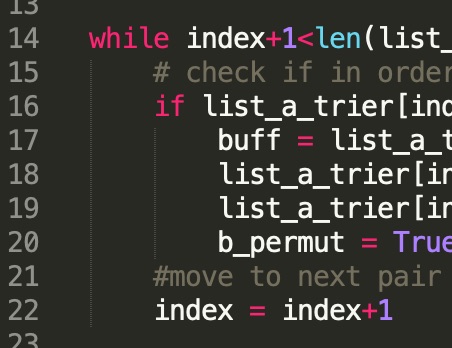 13
14 while index+1<len(list_
15 # check if in order
16 if list_a_trier[ind
17 buff = list_a_t
18 list_a_trier[in
19 list_a_trier[in
20 b_permut = True
21 #move to next pair
22 index = index+1
23